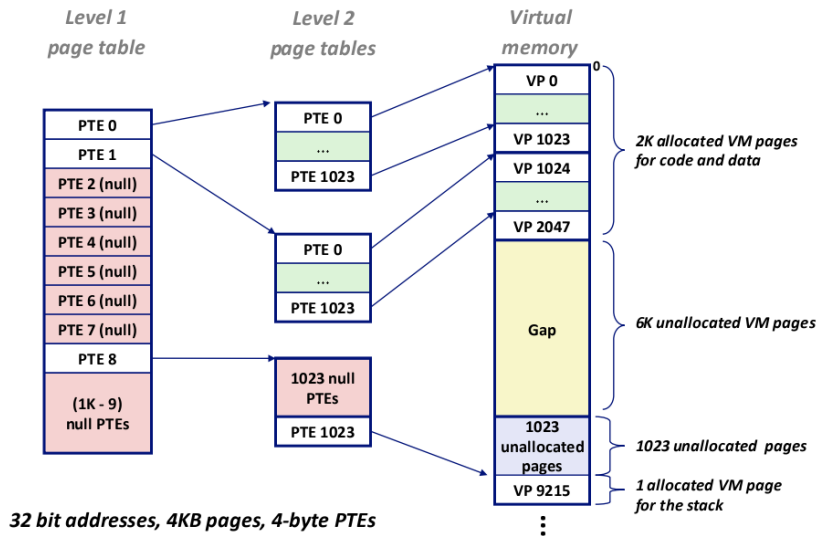 Level 1
page table
Level 2
page tables
Virtual
memory
PTE 0
PTE 1
PTE 2 (null)
PTE 3 (null)
PTE 4 (null)
PTE 5 (null)
PTE 6 (null)
PTE 7 (null)
PTE 8
(1K - 9)
null PTEs
PTE 0
...
PTE 1023
PTE 0
...
PTE 1023
1023 null
PTEs
PTE 1023
0
VP 0
...
VP 1023
VP 1024
...
VP 2047
Gap
1023
unallocated
pages
VP 9215
2K allocated VM pages
for code and data
6K unallocated VM pages
1023 unallocated pages
1 allocated VM page
for the stack
32 bit addresses, 4KB pages, 4-byte PTEs